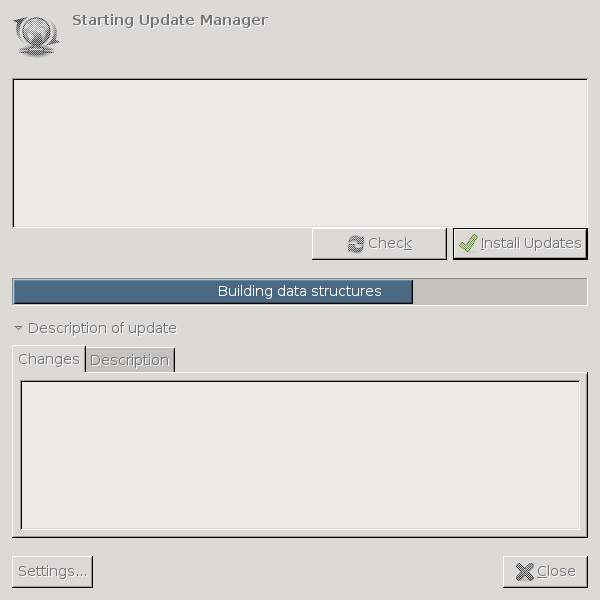 Starting Update Manager
Check
Install Updates
Building data structures
Description of update
Changes
Description
Settings...
Close